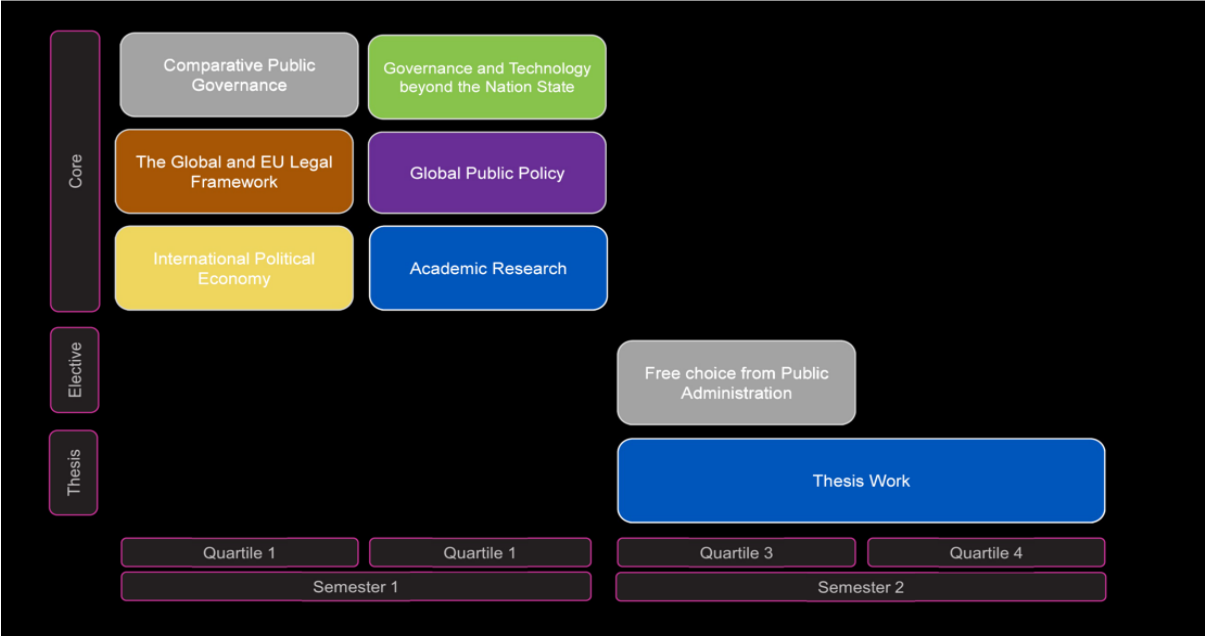 Core
Comparative Public
Governance
Governance and Technology
beyond the Nation State
The Global and EU Legal
Framework
Global Public Policy
International Political
Economy
Academic Research
Elective
Free choice from Public
Administration
Thesis
Thesis Work
Quartile 1
Quartile 1
Quartile 3
Quartile 4
Semester 1
Semester 2